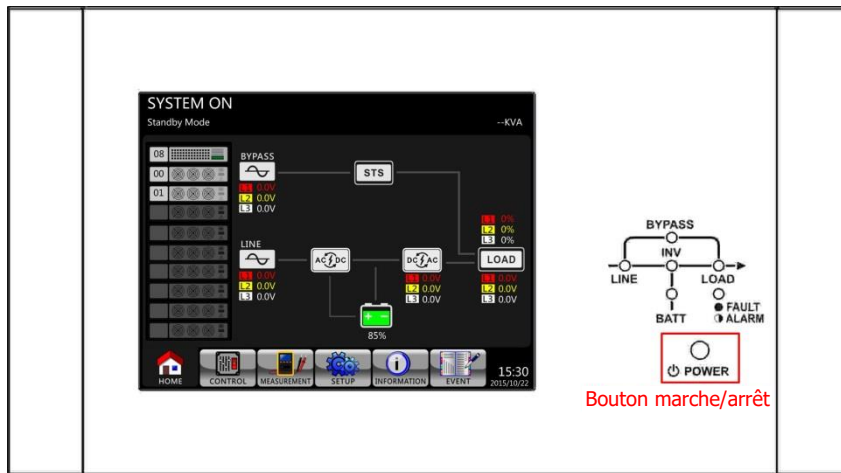 SYSTEM ON
Standby Mode
--KVA
08
00
01
BYPASS
L1 0.0V
L2 0.0V
L3 0.0V
STS
L1 0%
L2 0%
L3 0%
LINE
AC DC
DC AC
LOAD
L1 0.0V
L2 0.0V
L3 0.0V
L1 0.0V
L2 0.0V
L3 0.0V
L1 0.0V
L2 0.0V
L3 0.0V
85%
HOME
CONTROL
MEASUREMENT
SETUP
INFORMATION
EVENT
15:30
2015/10/22
BYPASS
INV
LINE
LOAD
BATT
FAULT
ALARM
POWER
Bouton marche/arrêt